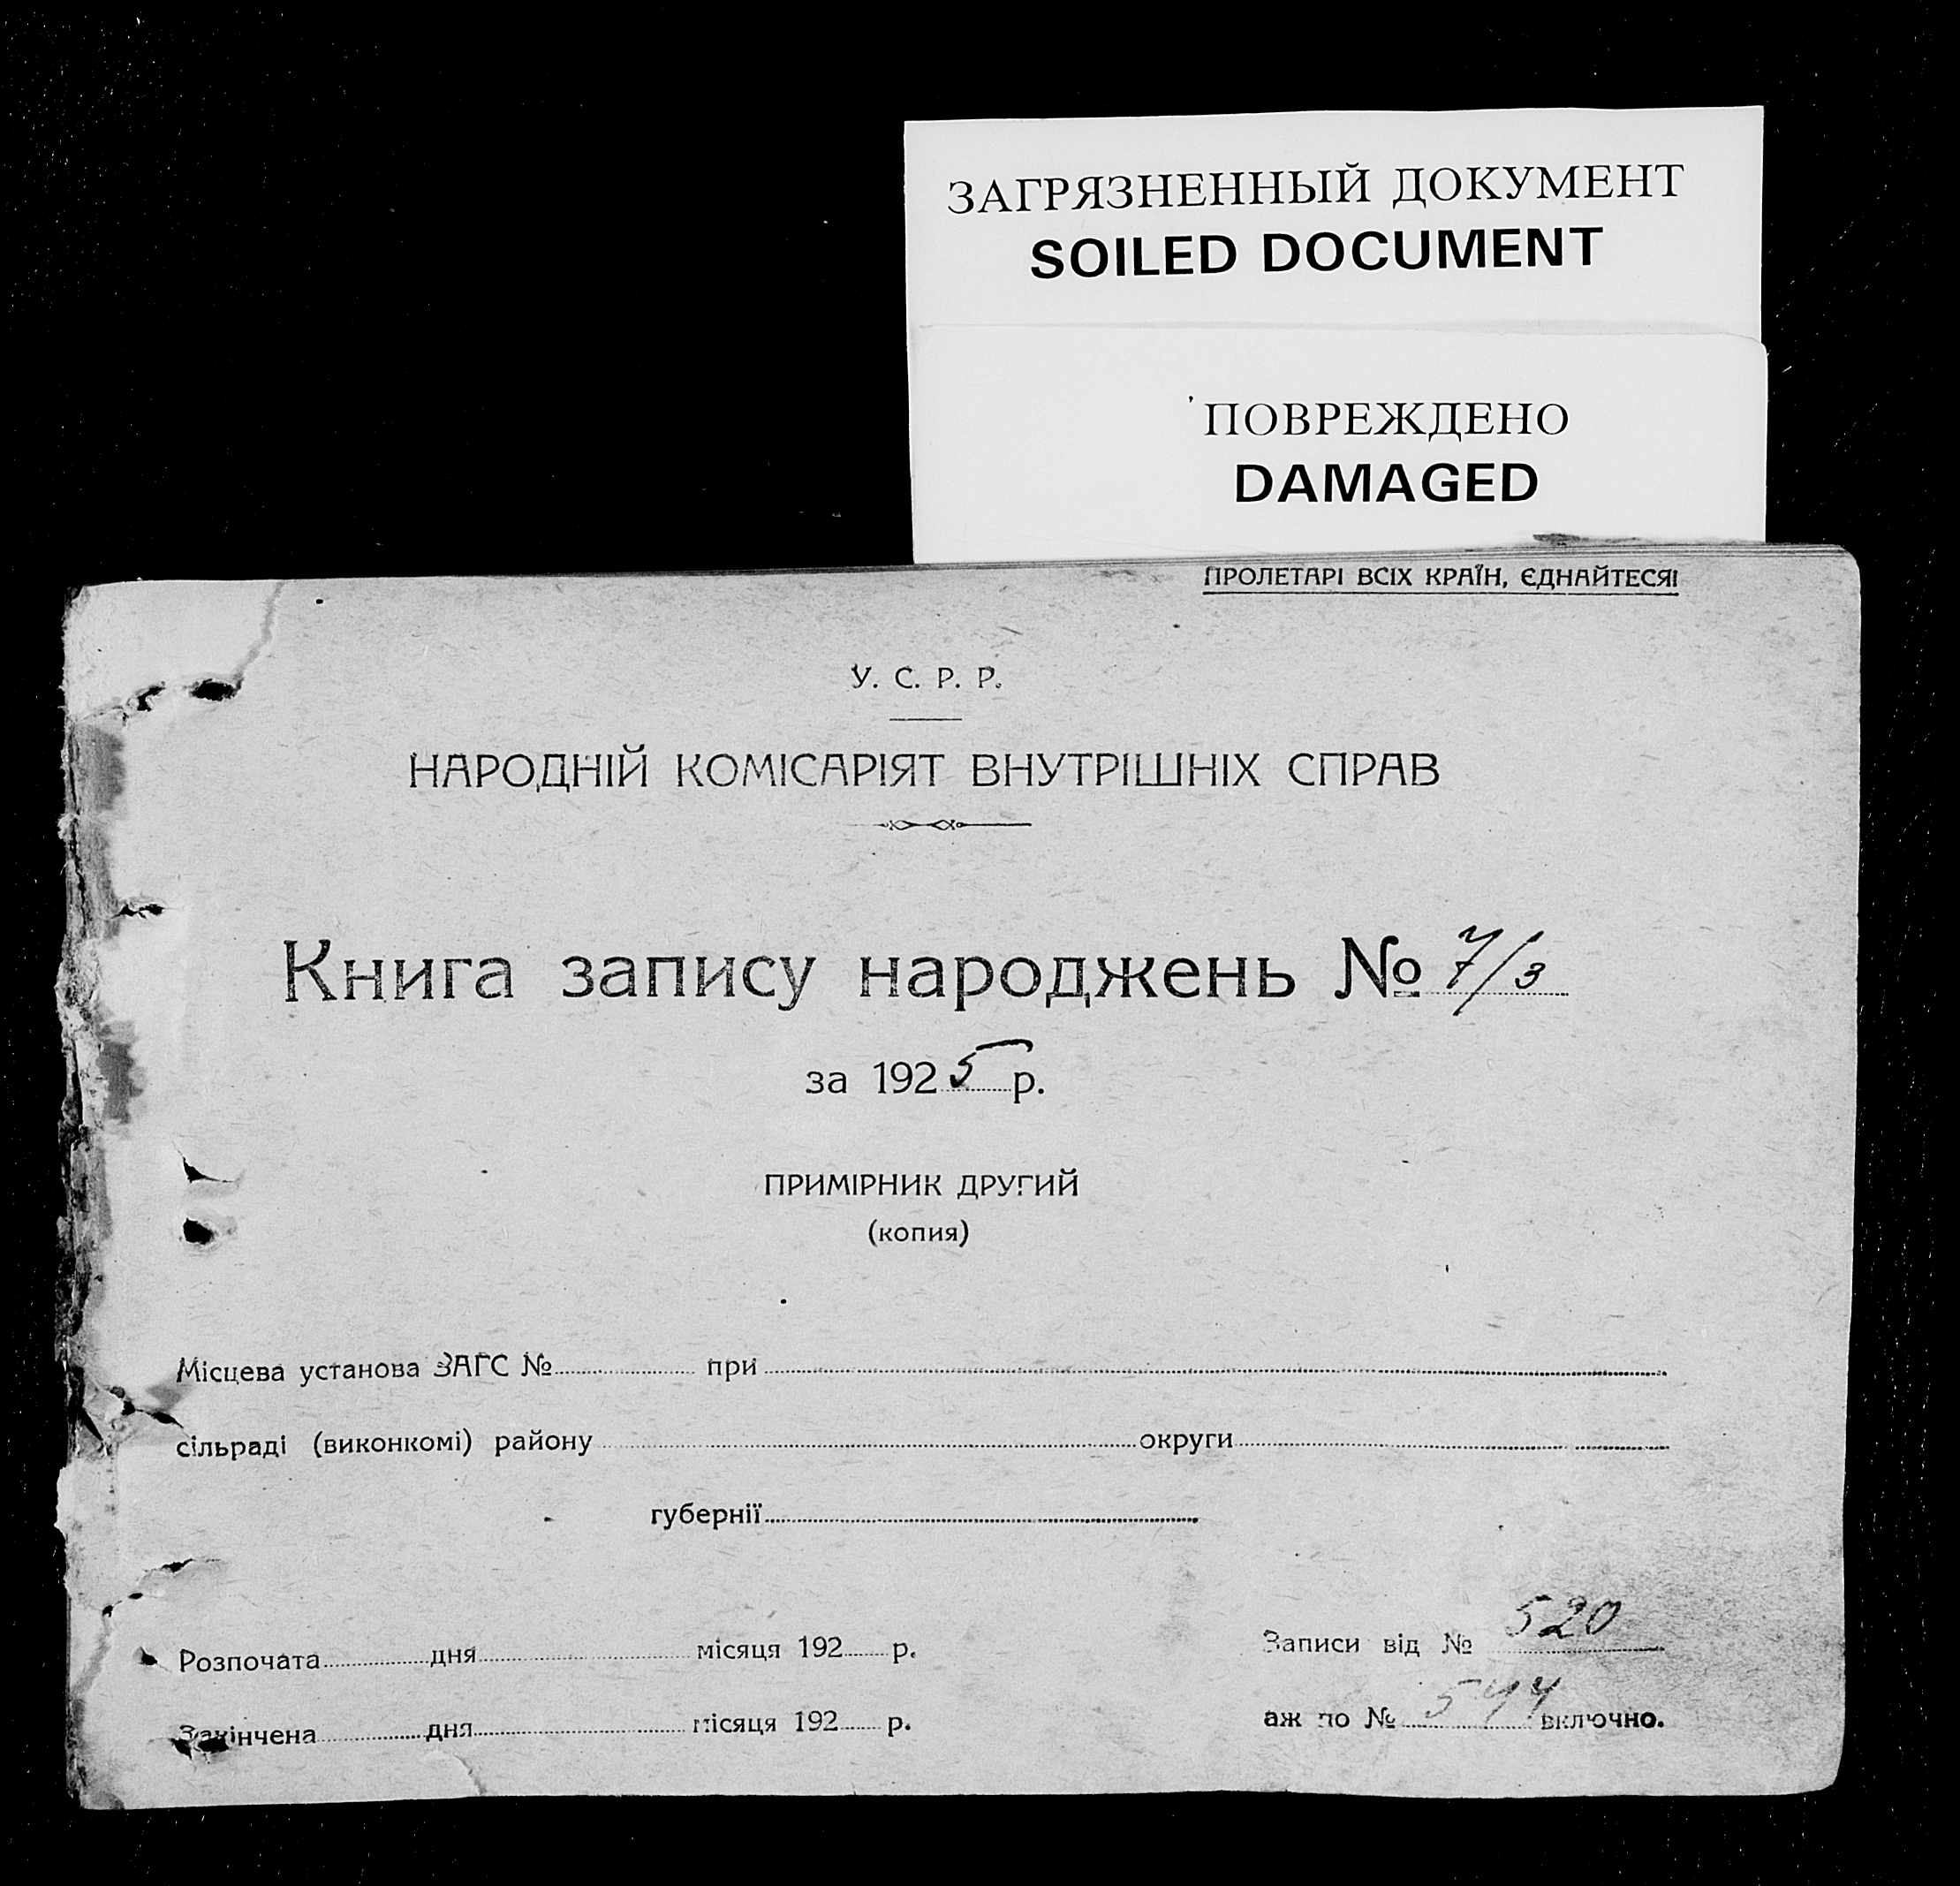 ЗАГРЯЗНЕННЫЙ ДОКУМЕНТ
SOILED DOCUMENT
ПОВРЕЖДЕНО
DAMAGED
ПРОЛЕТАРІ ВСІХ КРАЇН, ЄДНАЙТЕСЯ!
У. С. Р. Р.
НАРОДНІЙ КОМІСАРІЯТ ВНУТРІШНІХ СПРАВ
Книга запису народжень № 7/3
за 1925 р.
ПРИМІРНИК ДРУГИЙ
(копия)
Місцева установа ЗАГС № при
сільраді (виконкомі) району округи
губернії
Розпочата дня місяця 192 р.
Записи від № 520
Закінчена дня місяця 192 р.
аж по № 544 включно.